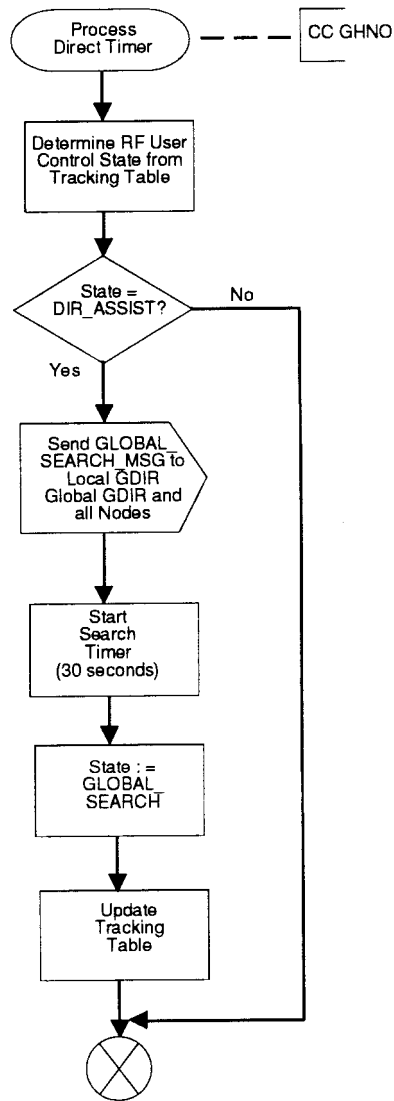 Process
Direct Timer
CC GHNO
Determine RF User
Control State from
Tracking Table
State =
DIR_ASSIST?
No
Yes
Send GLOBAL_
SEARCH_MSG to
Local GDIR
Global GDIR and
all Nodes
Start
Search
Timer
(30 seconds)
State : =
GLOBAL_
SEARCH
Update
Tracking
Table